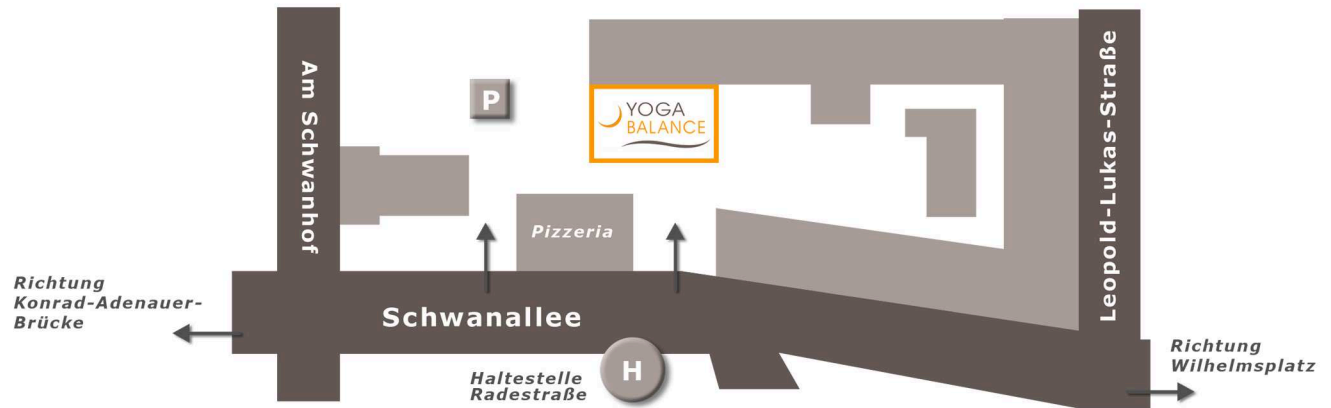 Am Schwanhof
P
YOGA
BALANCE
Leopold-Lukas-Straße
Pizzeria
Richtung
Konrad-Adenauer-
Brücke
Schwanallee
H
Haltestelle
Radestraße
Richtung
Wilhelmsplatz